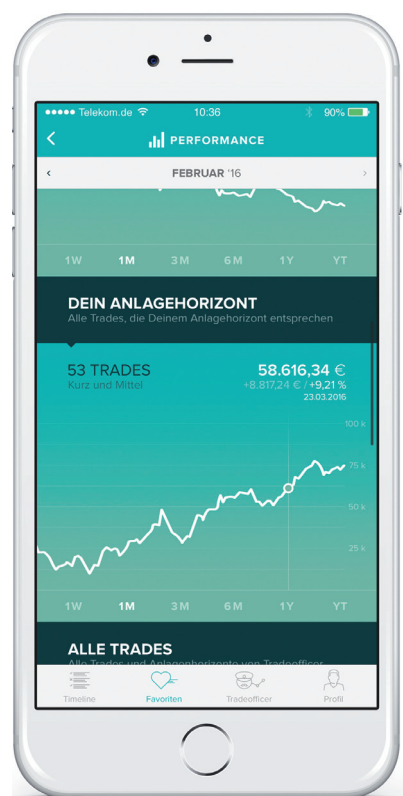 Telekom.de 10:36 90%
PERFORMANCE
FEBRUAR '16
1W 1M 3M 6M 1Y YT
DEIN ANLAGEHORIZONT
Alle Trades, die Deinem Anlagehorizont entsprechen
53 TRADES 58.616,34 €
Kurz und Mittel +8.817,24 € / +9,21 %
23.03.2016
100 k
75 k
50 k
25 k
1W 1M 3M 6M 1Y YT
ALLE TRADES
Alle Trades und Anlagenhorizonte von Tradeofficer
Timeline Favoriten Tradeofficer Profil